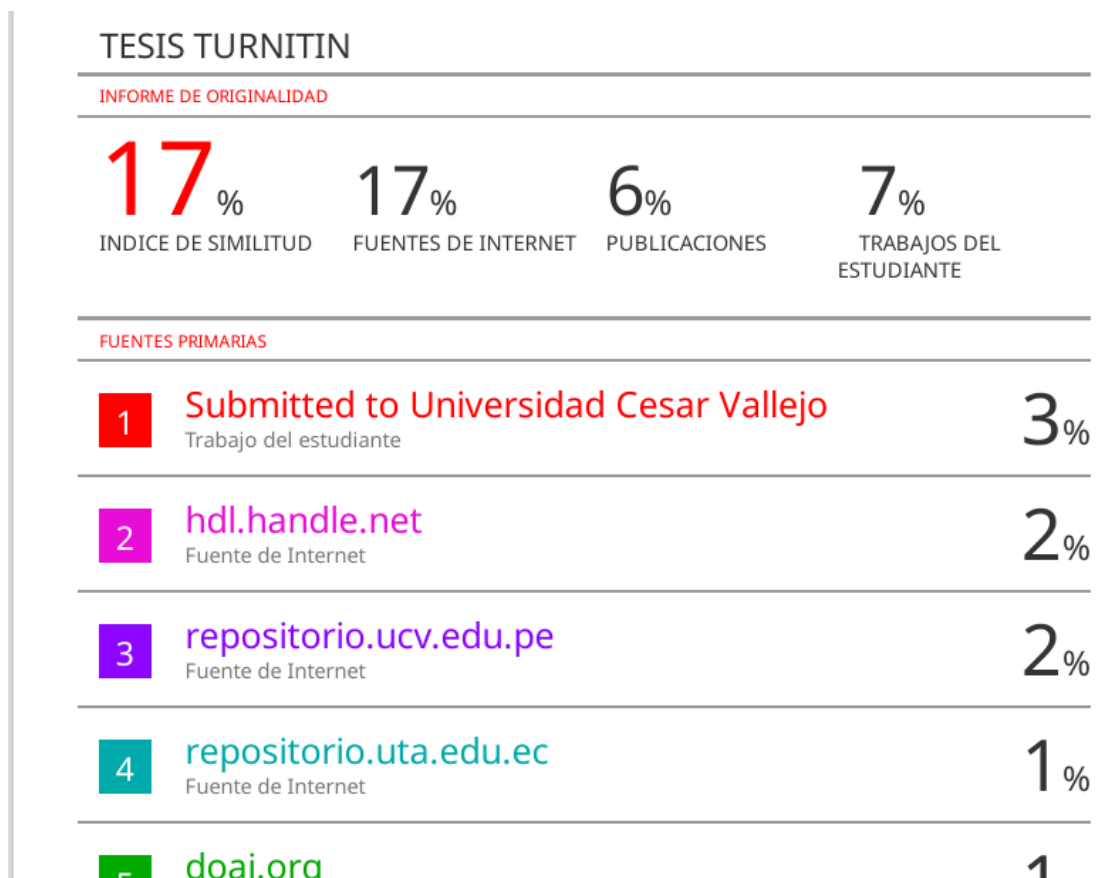 TESIS TURNITIN
INFORME DE ORIGINALIDAD
17%
17%
6%
7%
INDICE DE SIMILITUD
FUENTES DE INTERNET
PUBLICACIONES
TRABAJOS DEL
ESTUDIANTE
FUENTES PRIMARIAS
1
Submitted to Universidad Cesar Vallejo
Trabajo del estudiante
3%
2
hdl.handle.net
Fuente de Internet
2%
3
repositorio.ucv.edu.pe
Fuente de Internet
2%
4
repositorio.uta.edu.ec
Fuente de Internet
1%
5
doaj.org
1